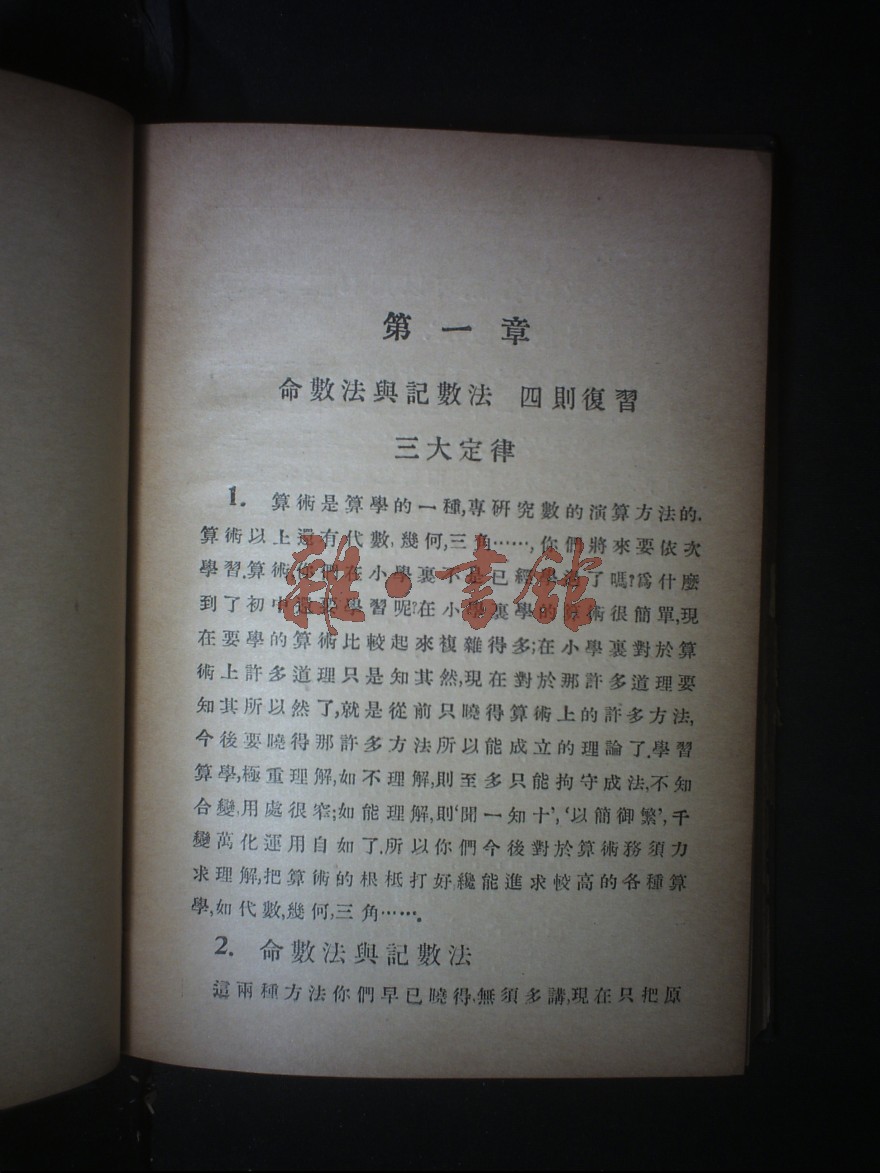 第一章
命數法與記數法 四則復習
三大定律
1. 算術是算學的一種,專研究數的演算方法的.
算術以上還有代數,幾何,三角……,你們將來要依次
學習.算術你們在小學裏不是已經學過了嗎?爲什麼
到了初中還要學習呢?在小學裏學的算術很簡單,現
在要學的算術比較起來複雜得多;在小學裏對於算
術上許多道理只是知其然,現在對於那許多道理要
知其所以然了,就是從前只曉得算術上的許多方法,
今後要曉得那許多方法所以能成立的理論了.學習
算學,極重理解,如不理解,則至多只能拘守成法,不知
合變,用處很窄;如能理解,則‘聞一知十’,‘以簡御繁’,千
變萬化運用自如了.所以你們今後對於算術務須力
求理解,把算術的根柢打好纔能進求較高的各種算
學,如代數,幾何,三角…….
2. 命數法與記數法
這兩種方法你們早已曉得,無須多講,現在只把原
雜·書館